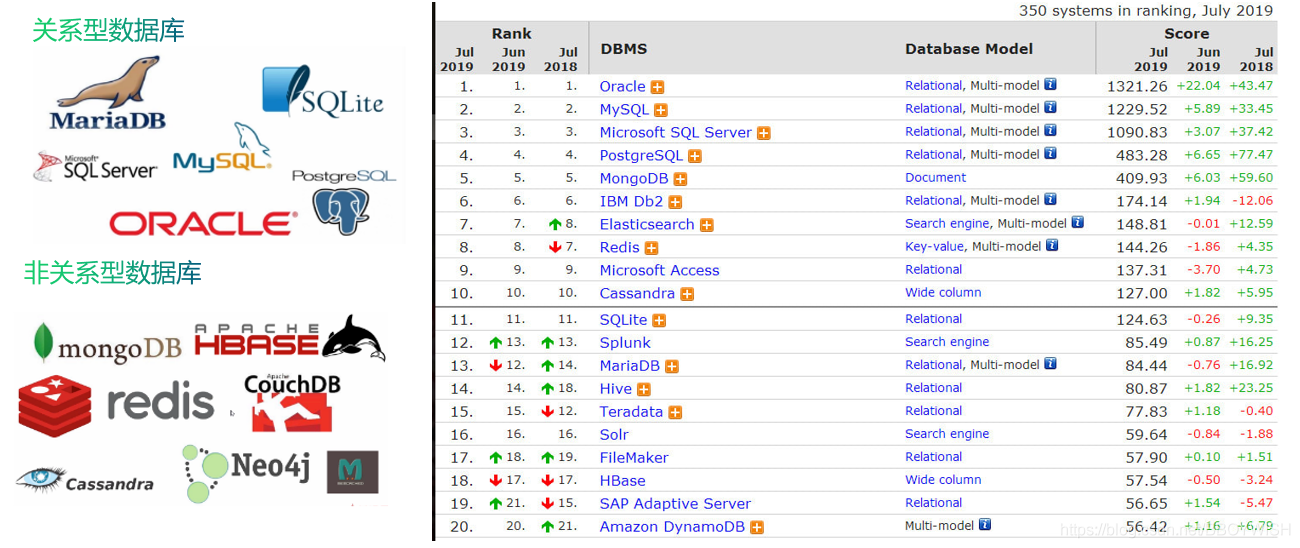 关系型数据库
MariaDB
SQLite
Microsoft®
SQL Server
MySQL®
PostgreSQL
ORACLE®
非关系型数据库
mongoDB
APACHE
HBASE
redis
Apache
CouchDB
Cassandra
Neo4j
350 systems in ranking, July 2019
Rank DBMS Database Model Score
Jul 2019 Jun 2019 Jul 2018 Jul 2019 Jun 2019 Jul 2018
1. 1. 1. Oracle Relational, Multi-model 1321.26 +22.04 +43.47
2. 2. 2. MySQL Relational, Multi-model 1229.52 +5.89 +33.45
3. 3. 3. Microsoft SQL Server Relational, Multi-model 1090.83 +3.07 +37.42
4. 4. 4. PostgreSQL Relational, Multi-model 483.28 +6.65 +77.47
5. 5. 5. MongoDB Document 409.93 +6.03 +59.60
6. 6. 6. IBM Db2 Relational, Multi-model 174.14 +1.94 -12.06
7. 7. 8. Elasticsearch Search engine, Multi-model 148.81 -0.01 +12.59
8. 8. 7. Redis Key-value, Multi-model 144.26 -1.86 +4.35
9. 9. 9. Microsoft Access Relational 137.31 -3.70 +4.73
10. 10. 10. Cassandra Wide column 127.00 +1.82 +5.95
11. 11. 11. SQLite Relational 124.63 -0.26 +9.35
12. 13. 13. Splunk Search engine 85.49 +0.87 +16.25
13. 12. 14. MariaDB Relational, Multi-model 84.44 -0.76 +16.92
14. 14. 18. Hive Relational 80.87 +1.82 +23.25
15. 15. 12. Teradata Relational 77.83 +1.18 -0.40
16. 16. 16. Solr Search engine 59.64 -0.84 -1.88
17. 18. 19. FileMaker Relational 57.90 +0.10 +1.51
18. 17. 17. HBase Wide column 57.54 -0.50 -3.24
19. 21. 15. SAP Adaptive Server Relational 56.65 +1.54 -5.47
20. 20. 21. Amazon DynamoDB Multi-model 56.42 +1.16 +6.79